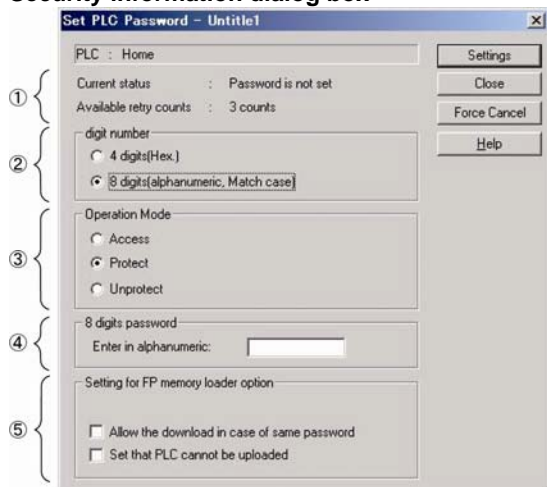 Security information dialog box
Set PLC Password - Untitle1
PLC : Home
Settings
① Current status : Password is not set
Close
Available retry counts : 3 counts
Force Cancel
② digit number
Help
4 digits(Hex.)
8 digits(alphanumeric, Match case)
③ Operation Mode
Access
Protect
Unprotect
④ 8 digits password
Enter in alphanumeric:
⑤ Setting for FP memory loader option
Allow the download in case of same password
Set that PLC cannot be uploaded